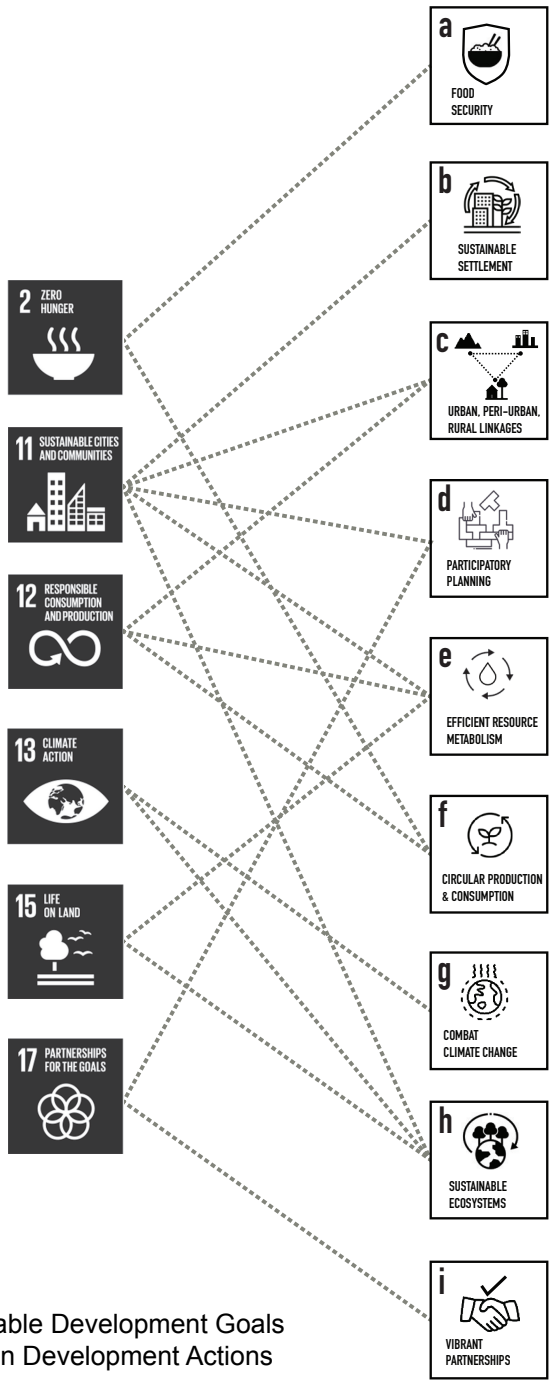 2 ZERO
HUNGER
11 SUSTAINABLE CITIES
AND COMMUNITIES
12 RESPONSIBLE
CONSUMPTION
AND PRODUCTION
13 CLIMATE
ACTION
15 LIFE
ON LAND
17 PARTNERSHIPS
FOR THE GOALS
a
FOOD
SECURITY
b
SUSTAINABLE
SETTLEMENT
c
URBAN, PERI-URBAN,
RURAL LINKAGES
d
PARTICIPATORY
PLANNING
e
EFFICIENT RESOURCE
METABOLISM
f
CIRCULAR PRODUCTION
& CONSUMPTION
g
COMBAT
CLIMATE CHANGE
h
SUSTAINABLE
ECOSYSTEMS
i
VIBRANT
PARTNERSHIPS
able Development Goals
n Development Actions